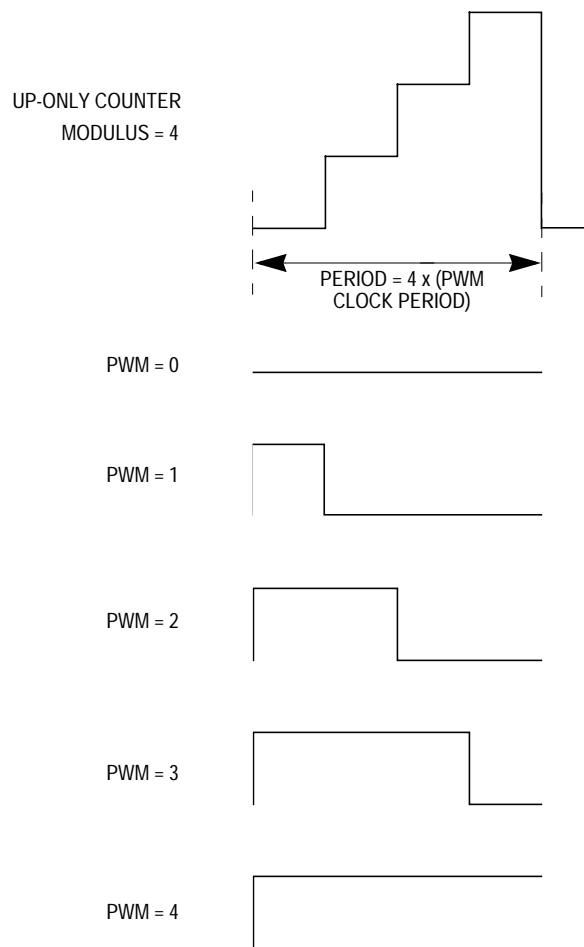 UP-ONLY COUNTER
MODULUS = 4
PERIOD = 4 x (PWM
CLOCK PERIOD)
PWM = 0
PWM = 1
PWM = 2
PWM = 3
PWM = 4